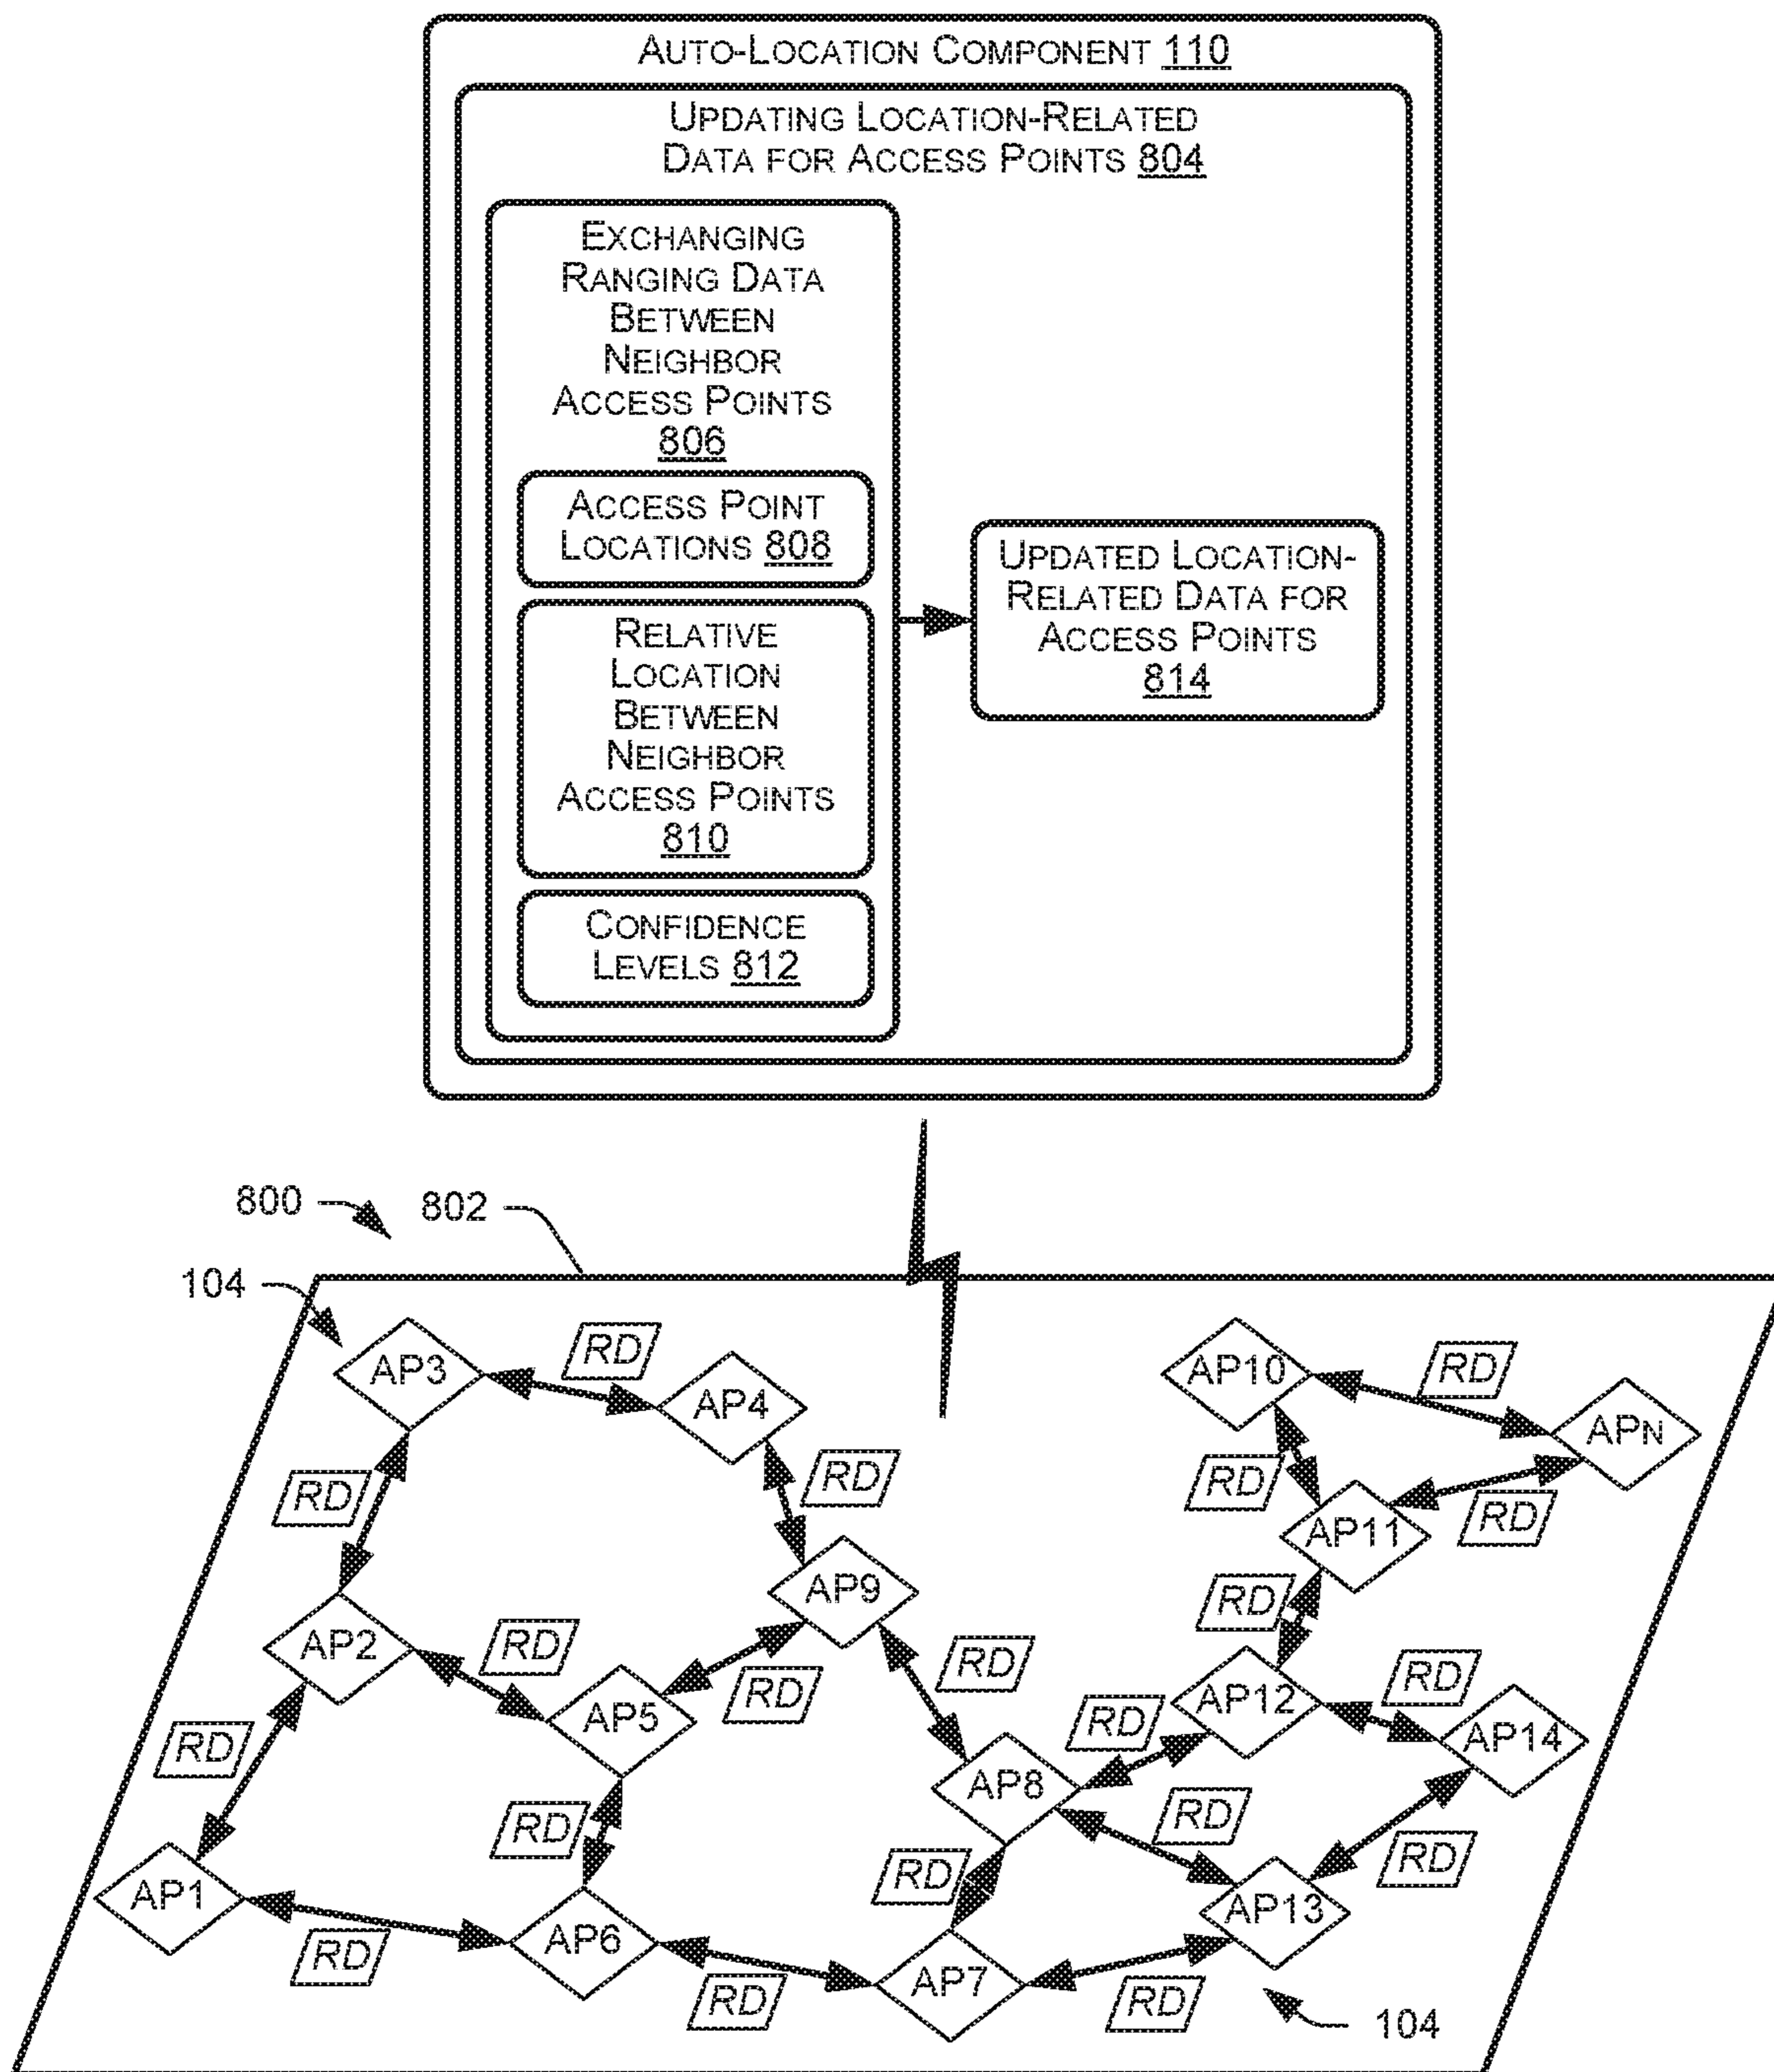 AUTO-LOCATION COMPONENT 110
UPDATING LOCATION-RELATED
DATA FOR ACCESS POINTS 804
EXCHANGING
RANGING DATA
BETWEEN
NEIGHBOR
ACCESS POINTS
806
ACCESS POINT
LOCATIONS 808
RELATIVE
LOCATION
BETWEEN
NEIGHBOR
ACCESS POINTS
810
CONFIDENCE
LEVELS 812
UPDATED LOCATION-
RELATED DATA FOR
ACCESS POINTS
814
800
802
104
AP3
RD
AP4
AP10
RD
APN
RD
RD
RD
RD
AP11
AP9
RD
AP2
RD
RD
RD
AP12
RD
AP14
AP5
RD
RD
AP8
RD
RD
RD
RD
AP1
AP13
RD
AP6
AP7
RD
RD
104